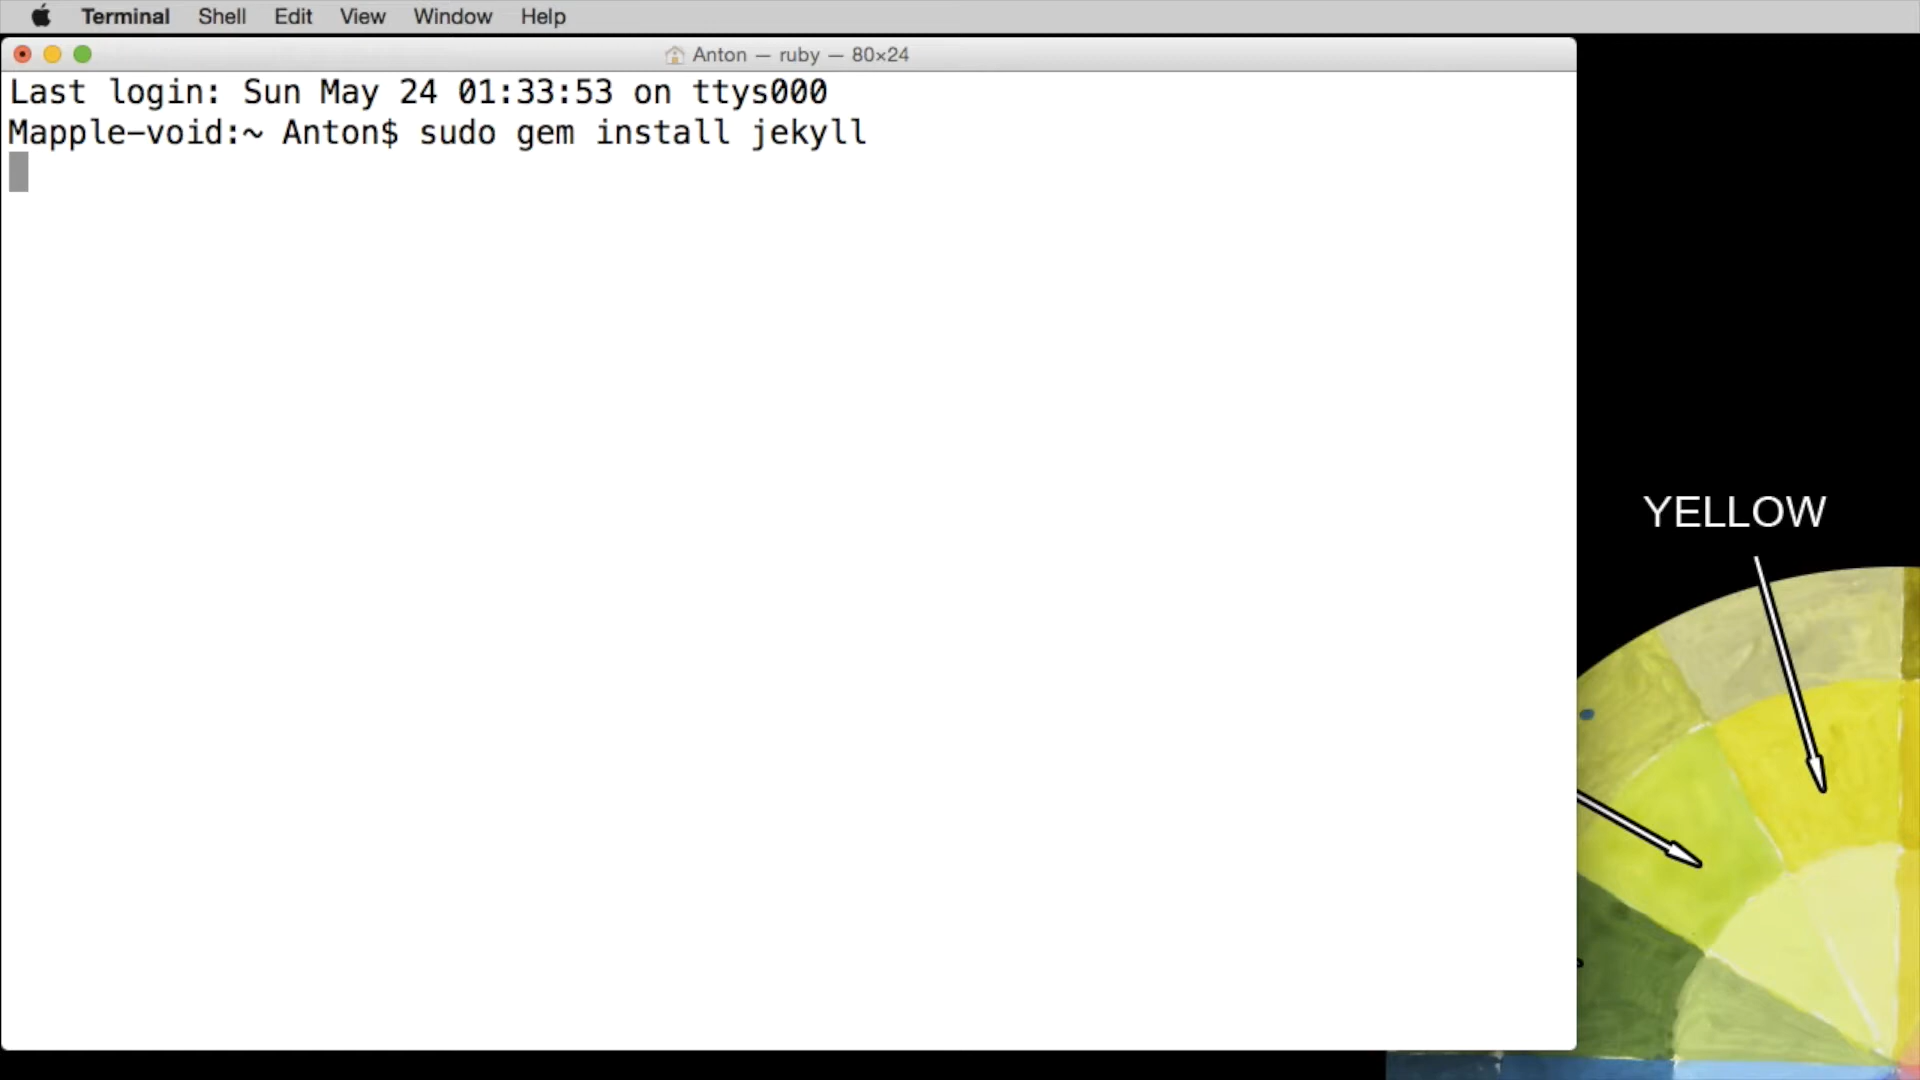 Terminal Shell Edit View Window Help
Anton — ruby — 80×24
Last login: Sun May 24 01:33:53 on ttys000
Mapple-void:~ Anton$ sudo gem install jekyll
YELLOW